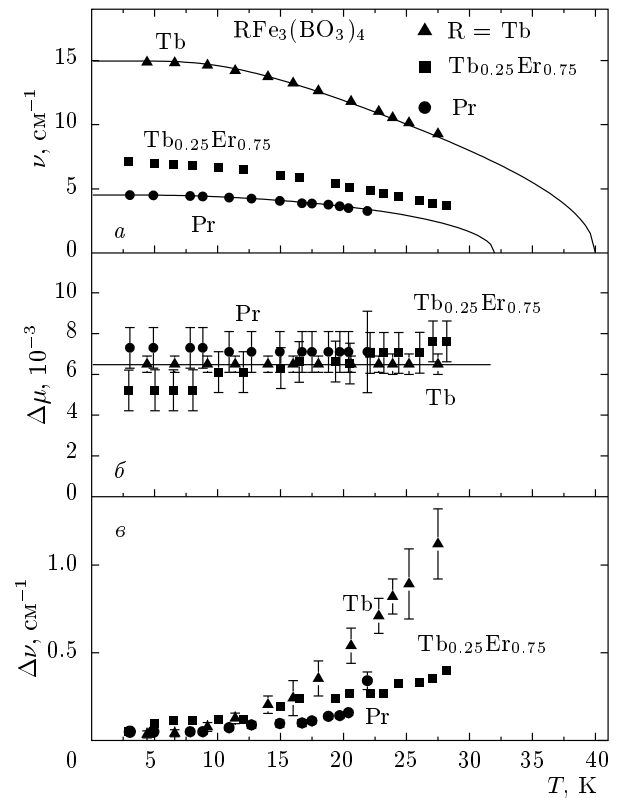 RFe₃(BO₃)₄
R = Tb
Tb₀.₂₅Er₀.₇₅
Pr
Tb
Tb₀.₂₅Er₀.₇₅
Pr
ν, см⁻¹
15
10
5
0
а
Pr
Tb₀.₂₅Er₀.₇₅
Tb
Δμ, 10⁻³
10
8
6
4
2
0
б
в
Tb
Tb₀.₂₅Er₀.₇₅
Pr
Δν, см⁻¹
1.0
0.5
0
5 10 15 20 25 30 35 40
T, К